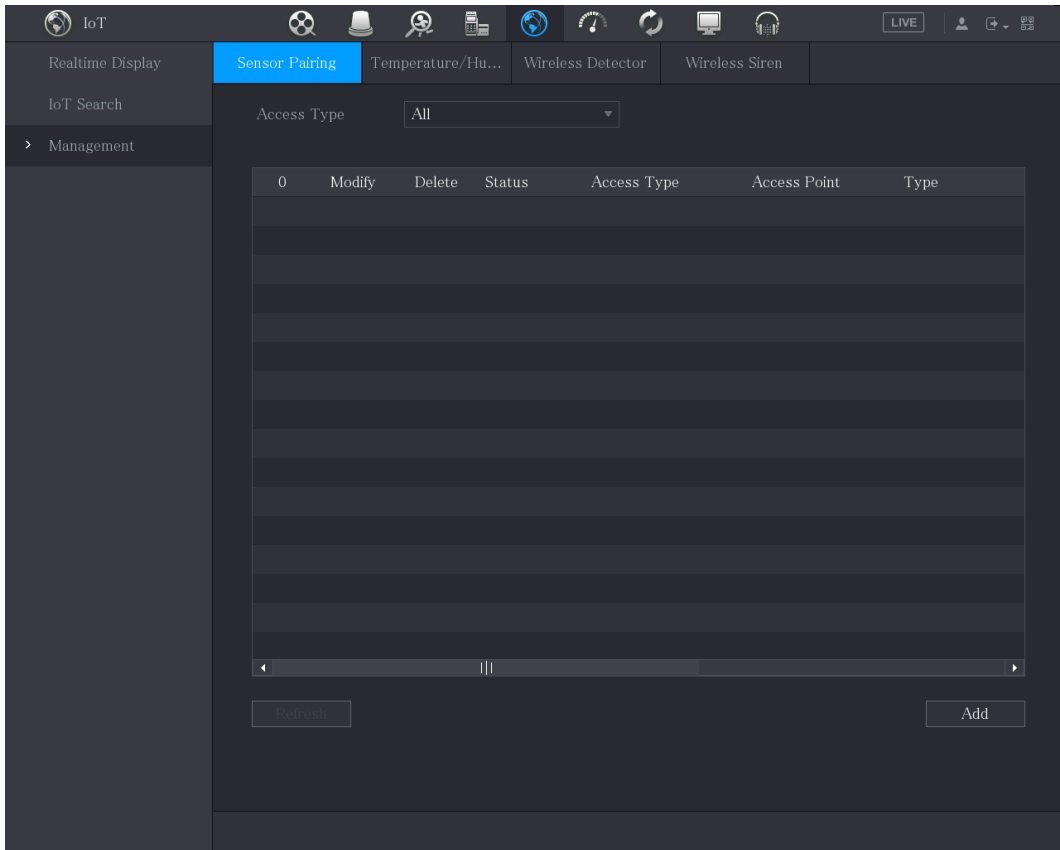 IoT
LIVE
Realtime Display
IoT Search
Management
Sensor Pairing
Temperature/Hu...
Wireless Detector
Wireless Siren
Access Type
All
0 Modify Delete Status Access Type Access Point Type
Refresh
Add